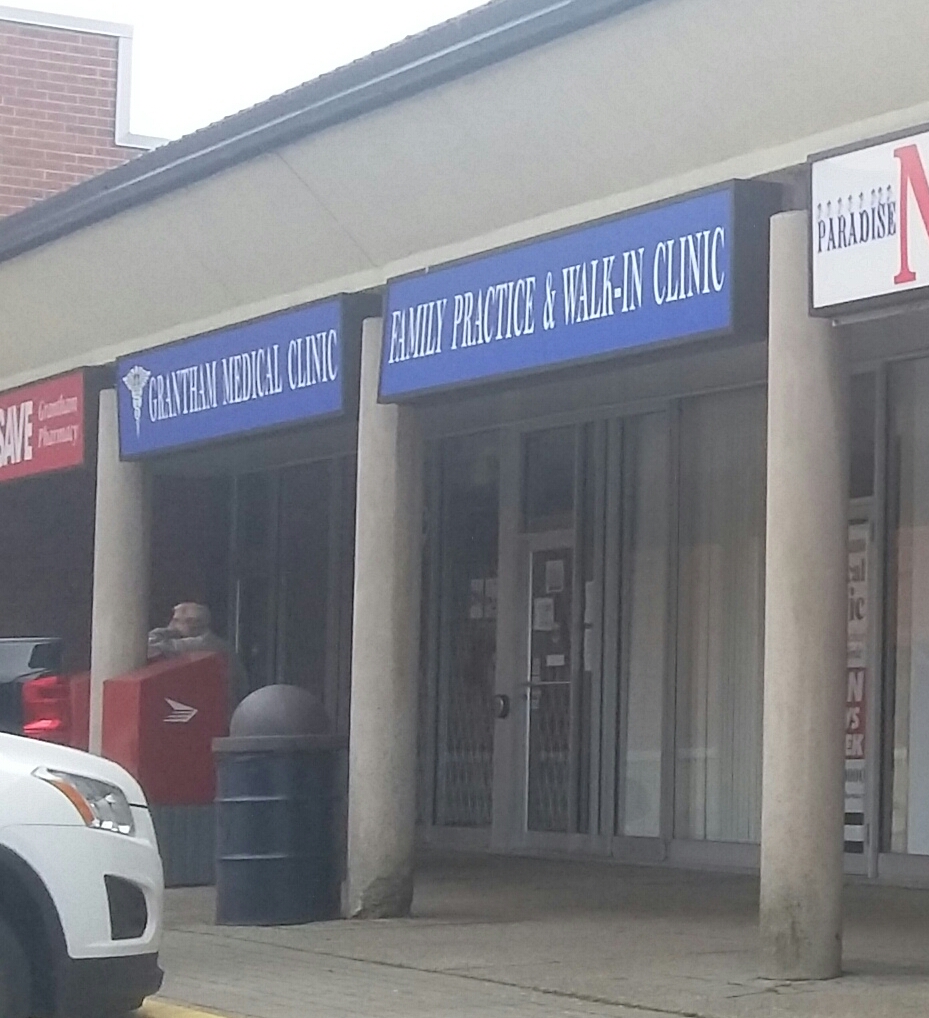 SAVE
Grantham
Pharmacy
GRANTHAM MEDICAL CLINIC
FAMILY PRACTICE & WALK-IN CLINIC
PARADISE
N